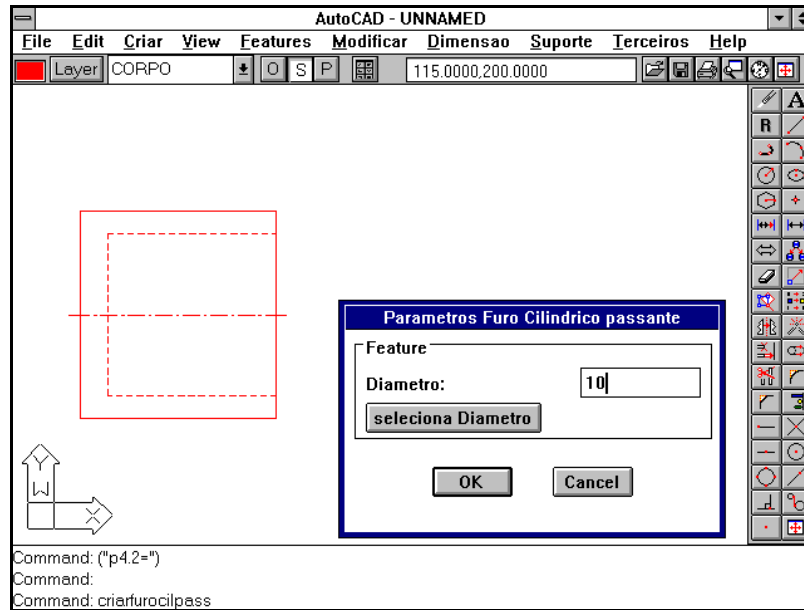 AutoCAD - UNNAMED
File Edit Criar View Features Modificar Dimensao Suporte Terceiros Help
Layer CORPO O S P 115.0000,200.0000
A
R
Parametros Furo Cilindrico passante
Feature
Diametro: 10
seleciona Diametro
OK Cancel
Y
W
X
Command: ("p4.2=")
Command:
Command: criarfurocilpass